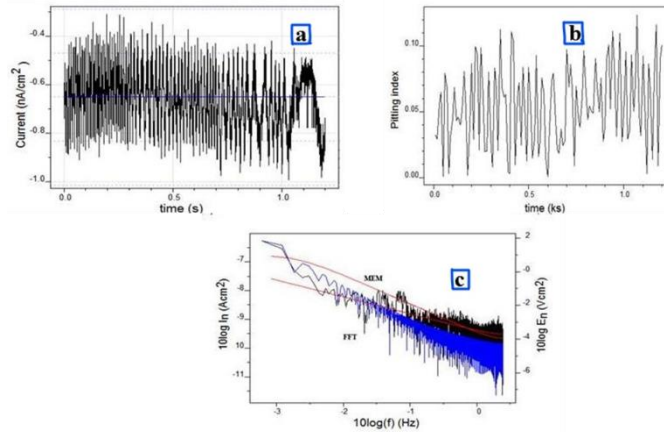 a
Current (nA/cm²)
-0.4
-0.6
-0.8
-1.0
0.0
0.5
1.0
time (s)
b
Pitting index
0.10
0.05
0.00
0.0
0.5
1.0
time (ks)
c
10log In (Acm²)
-7
-8
-9
-10
-11
2
-0
-2
-4
-6
10log En (Vcm²)
MEM
FFT
-3
-2
-1
0
10log(f) (Hz)